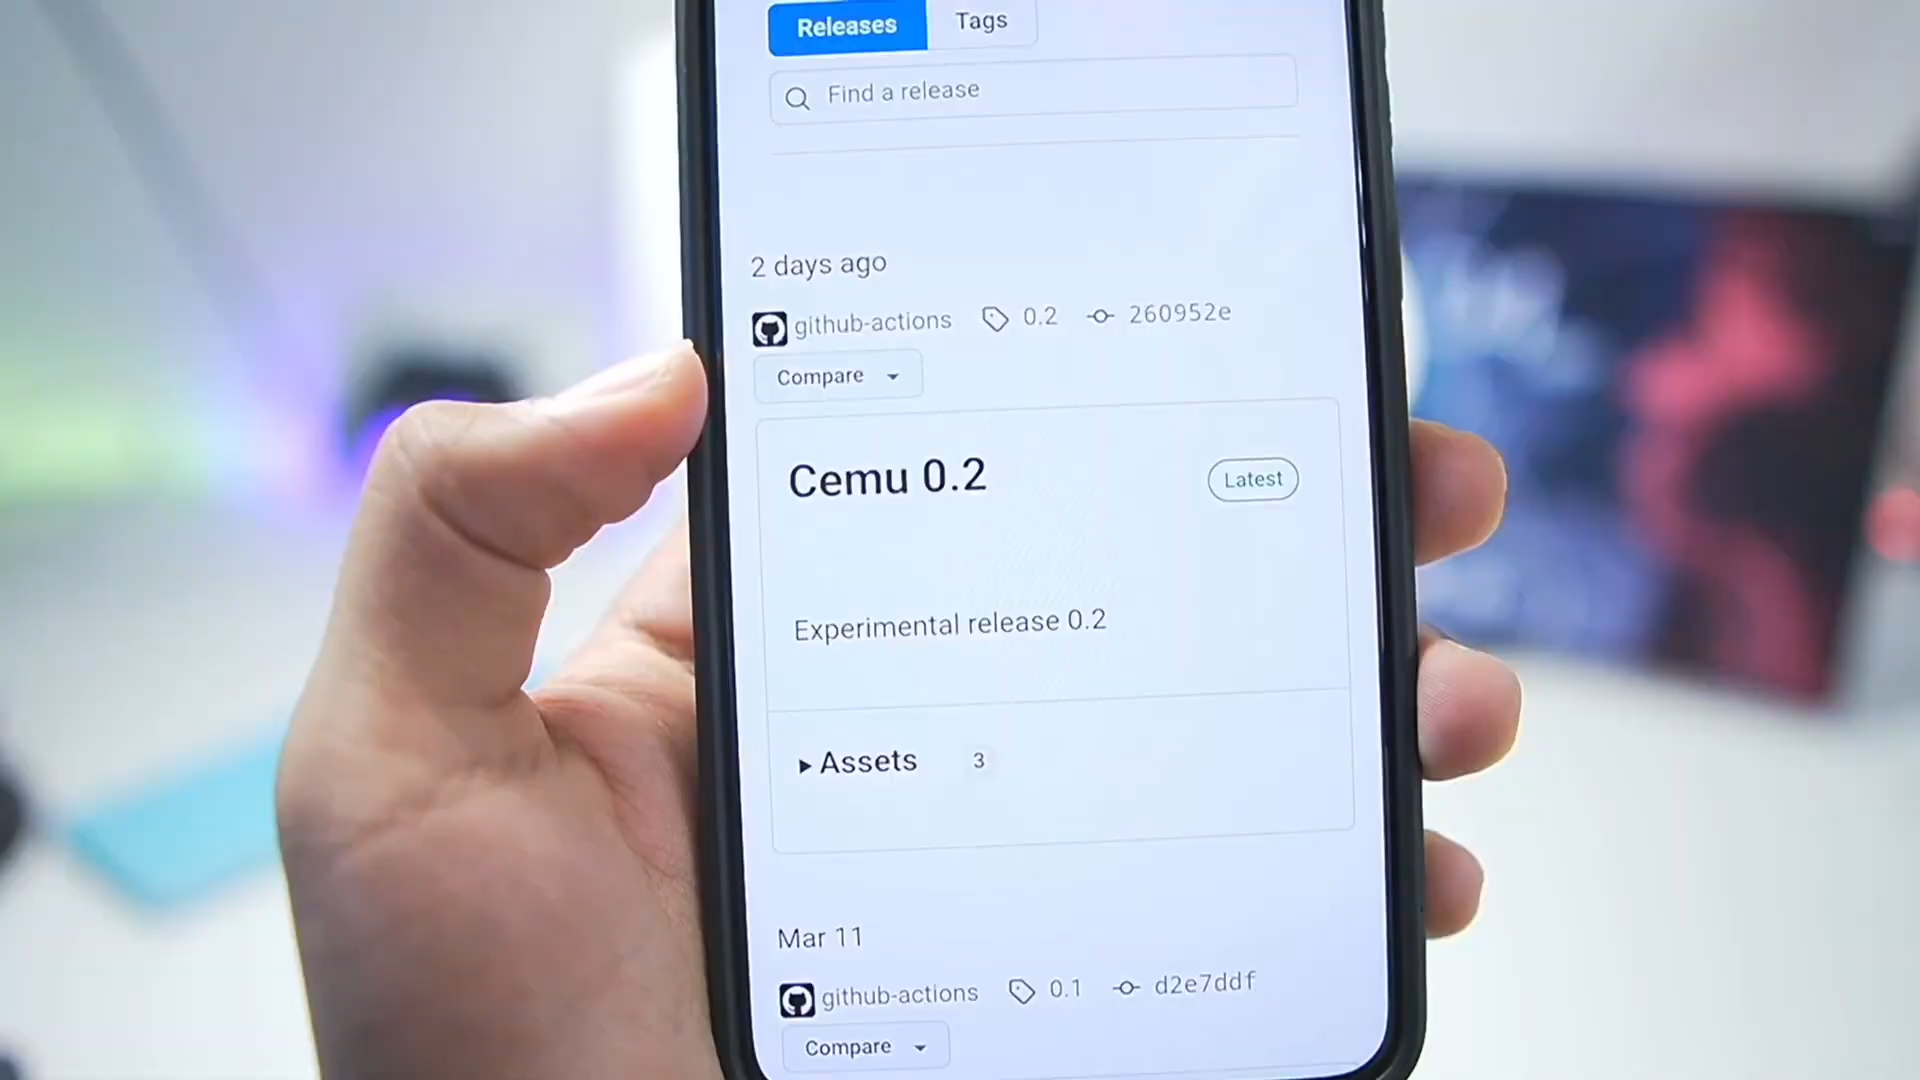 Releases Tags
Find a release
2 days ago
github-actions 0.2 260952e
Compare
Cemu 0.2 Latest
Experimental release 0.2
Assets 3
Mar 11
github-actions 0.1 d2e7ddf
Compare